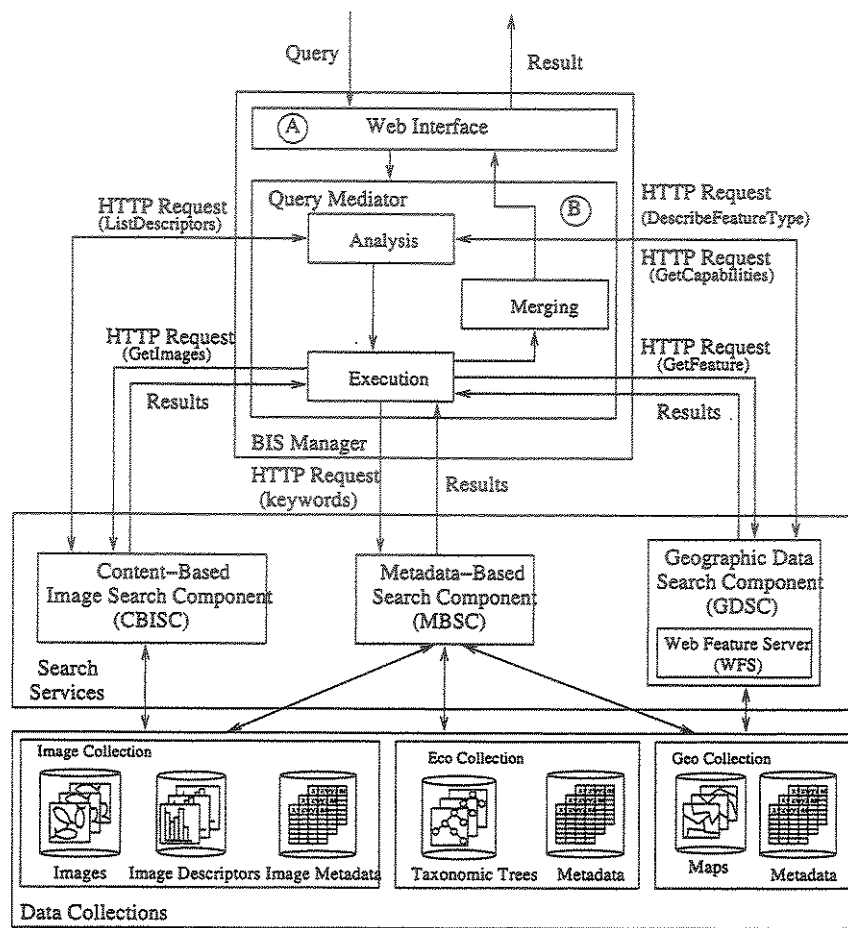 Query
Result
A
Web Interface
Query Mediator
B
HTTP Request
(ListDescriptors)
Analysis
HTTP Request
(DescribeFeatureType)
HTTP Request
(GetCapabilities)
Merging
HTTP Request
(GetImages)
Execution
HTTP Request
(GetFeature)
Results
Results
BIS Manager
HTTP Request
(keywords)
Results
Content-Based
Image Search Component
(CBISC)
Metadata-Based
Search Component
(MBSC)
Geographic Data
Search Component
(GDSC)
Web Feature Server
(WFS)
Search
Services
Image Collection
Eco Collection
Geo Collection
Images
Image Descriptors
Image Metadata
Taxonomic Trees
Metadata
Maps
Metadata
Data Collections